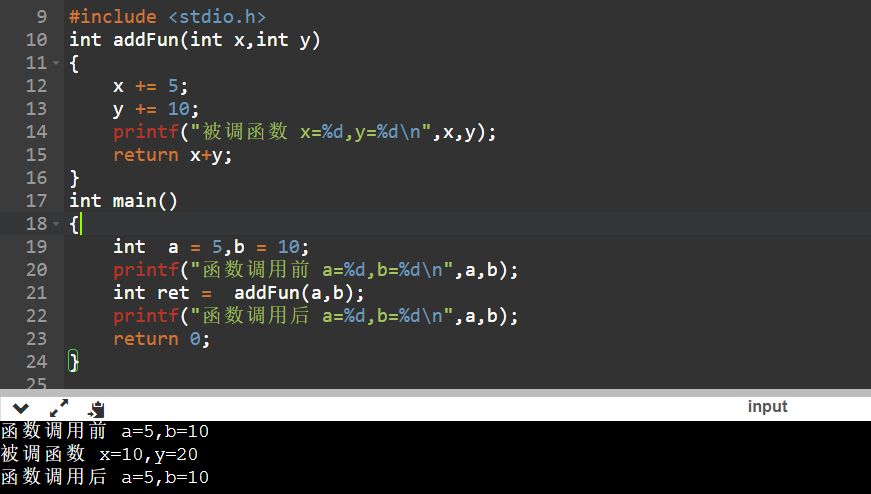 9 #include <stdio.h>
10 int addFun(int x,int y)
11 {
12     x += 5;
13     y += 10;
14     printf("被调函数 x=%d,y=%d\n",x,y);
15     return x+y;
16 }
17 int main()
18 {
19     int  a = 5,b = 10;
20     printf("函数调用前 a=%d,b=%d\n",a,b);
21     int ret =  addFun(a,b);
22     printf("函数调用后 a=%d,b=%d\n",a,b);
23     return 0;
24 }
25
input
函数调用前 a=5,b=10
被调函数 x=10,y=20
函数调用后 a=5,b=10